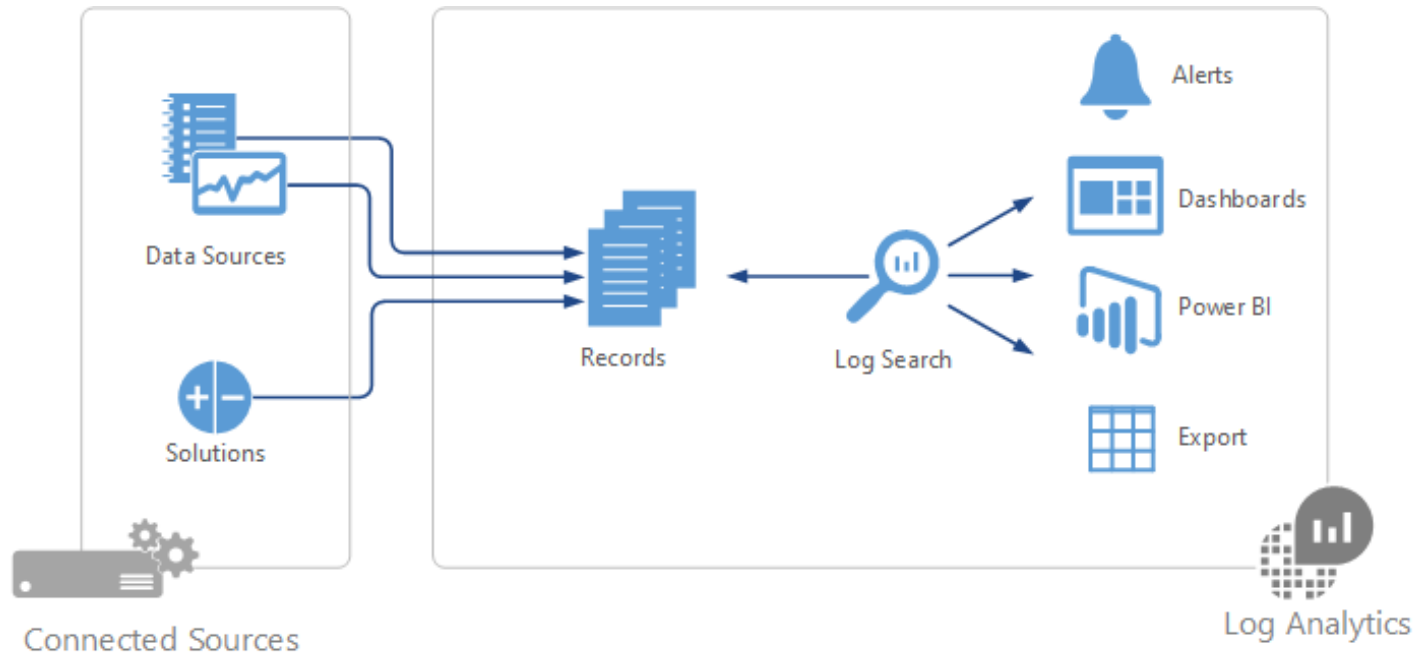 Alerts
Data Sources
Dashboards
Power BI
Records
Log Search
Solutions
Export
Connected Sources
Log Analytics